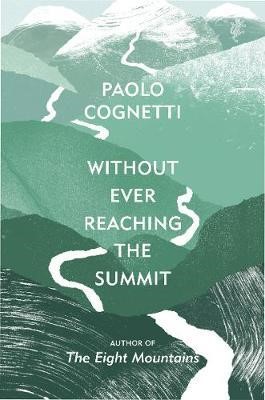 PAOLO
COGNETTI
WITHOUT
EVER
REACHING
THE
SUMMIT
AUTHOR OF
The Eight Mountains